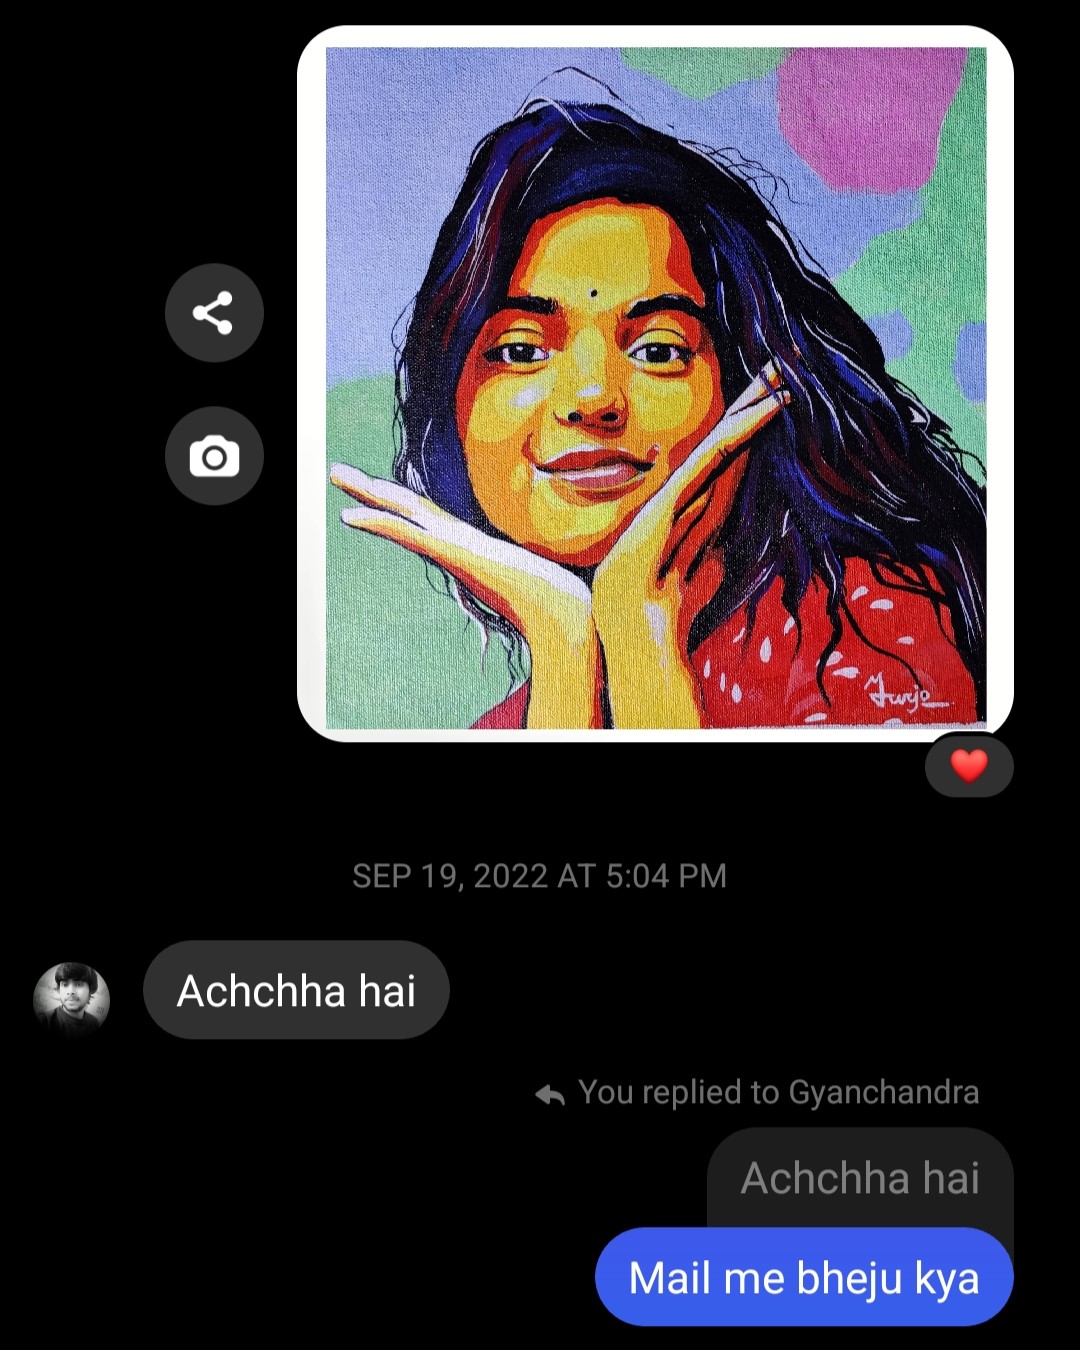 SEP 19, 2022 AT 5:04 PM
Achchha hai
You replied to Gyanchandra
Achchha hai
Mail me bheju kya